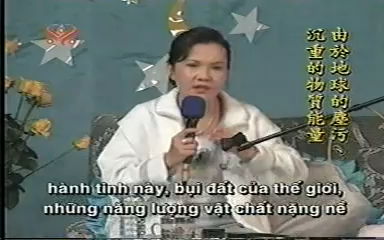 由於地球的塵污、
沉重的物質能量
hành tinh này, bụi đất của thế giới,
những năng lượng vật chất nặng nề